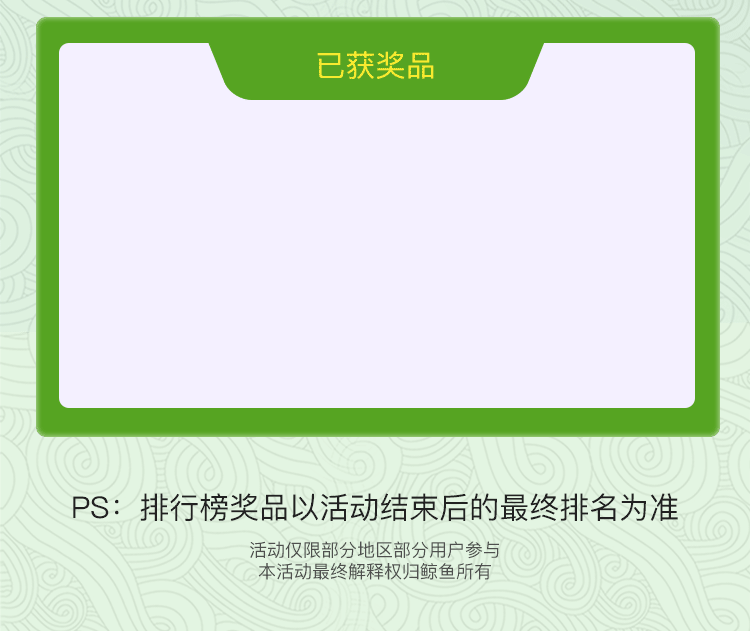 已获奖品
PS：排行榜奖品以活动结束后的最终排名为准
活动仅限部分地区部分用户参与
本活动最终解释权归鲸鱼所有